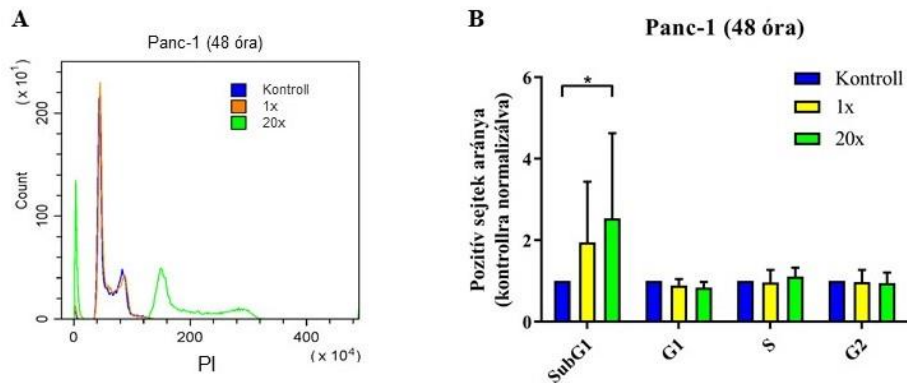 A
Panc-1 (48 óra)
(x 10¹)
Count
0
100
200
Kontroll
1x
20x
0
200
400
(x 10⁴)
PI
B
Panc-1 (48 óra)
Pozitív sejtek aránya
(kontrollra normalizálva)
6
4
2
0
*
Kontroll
1x
20x
SubG1
G1
S
G2